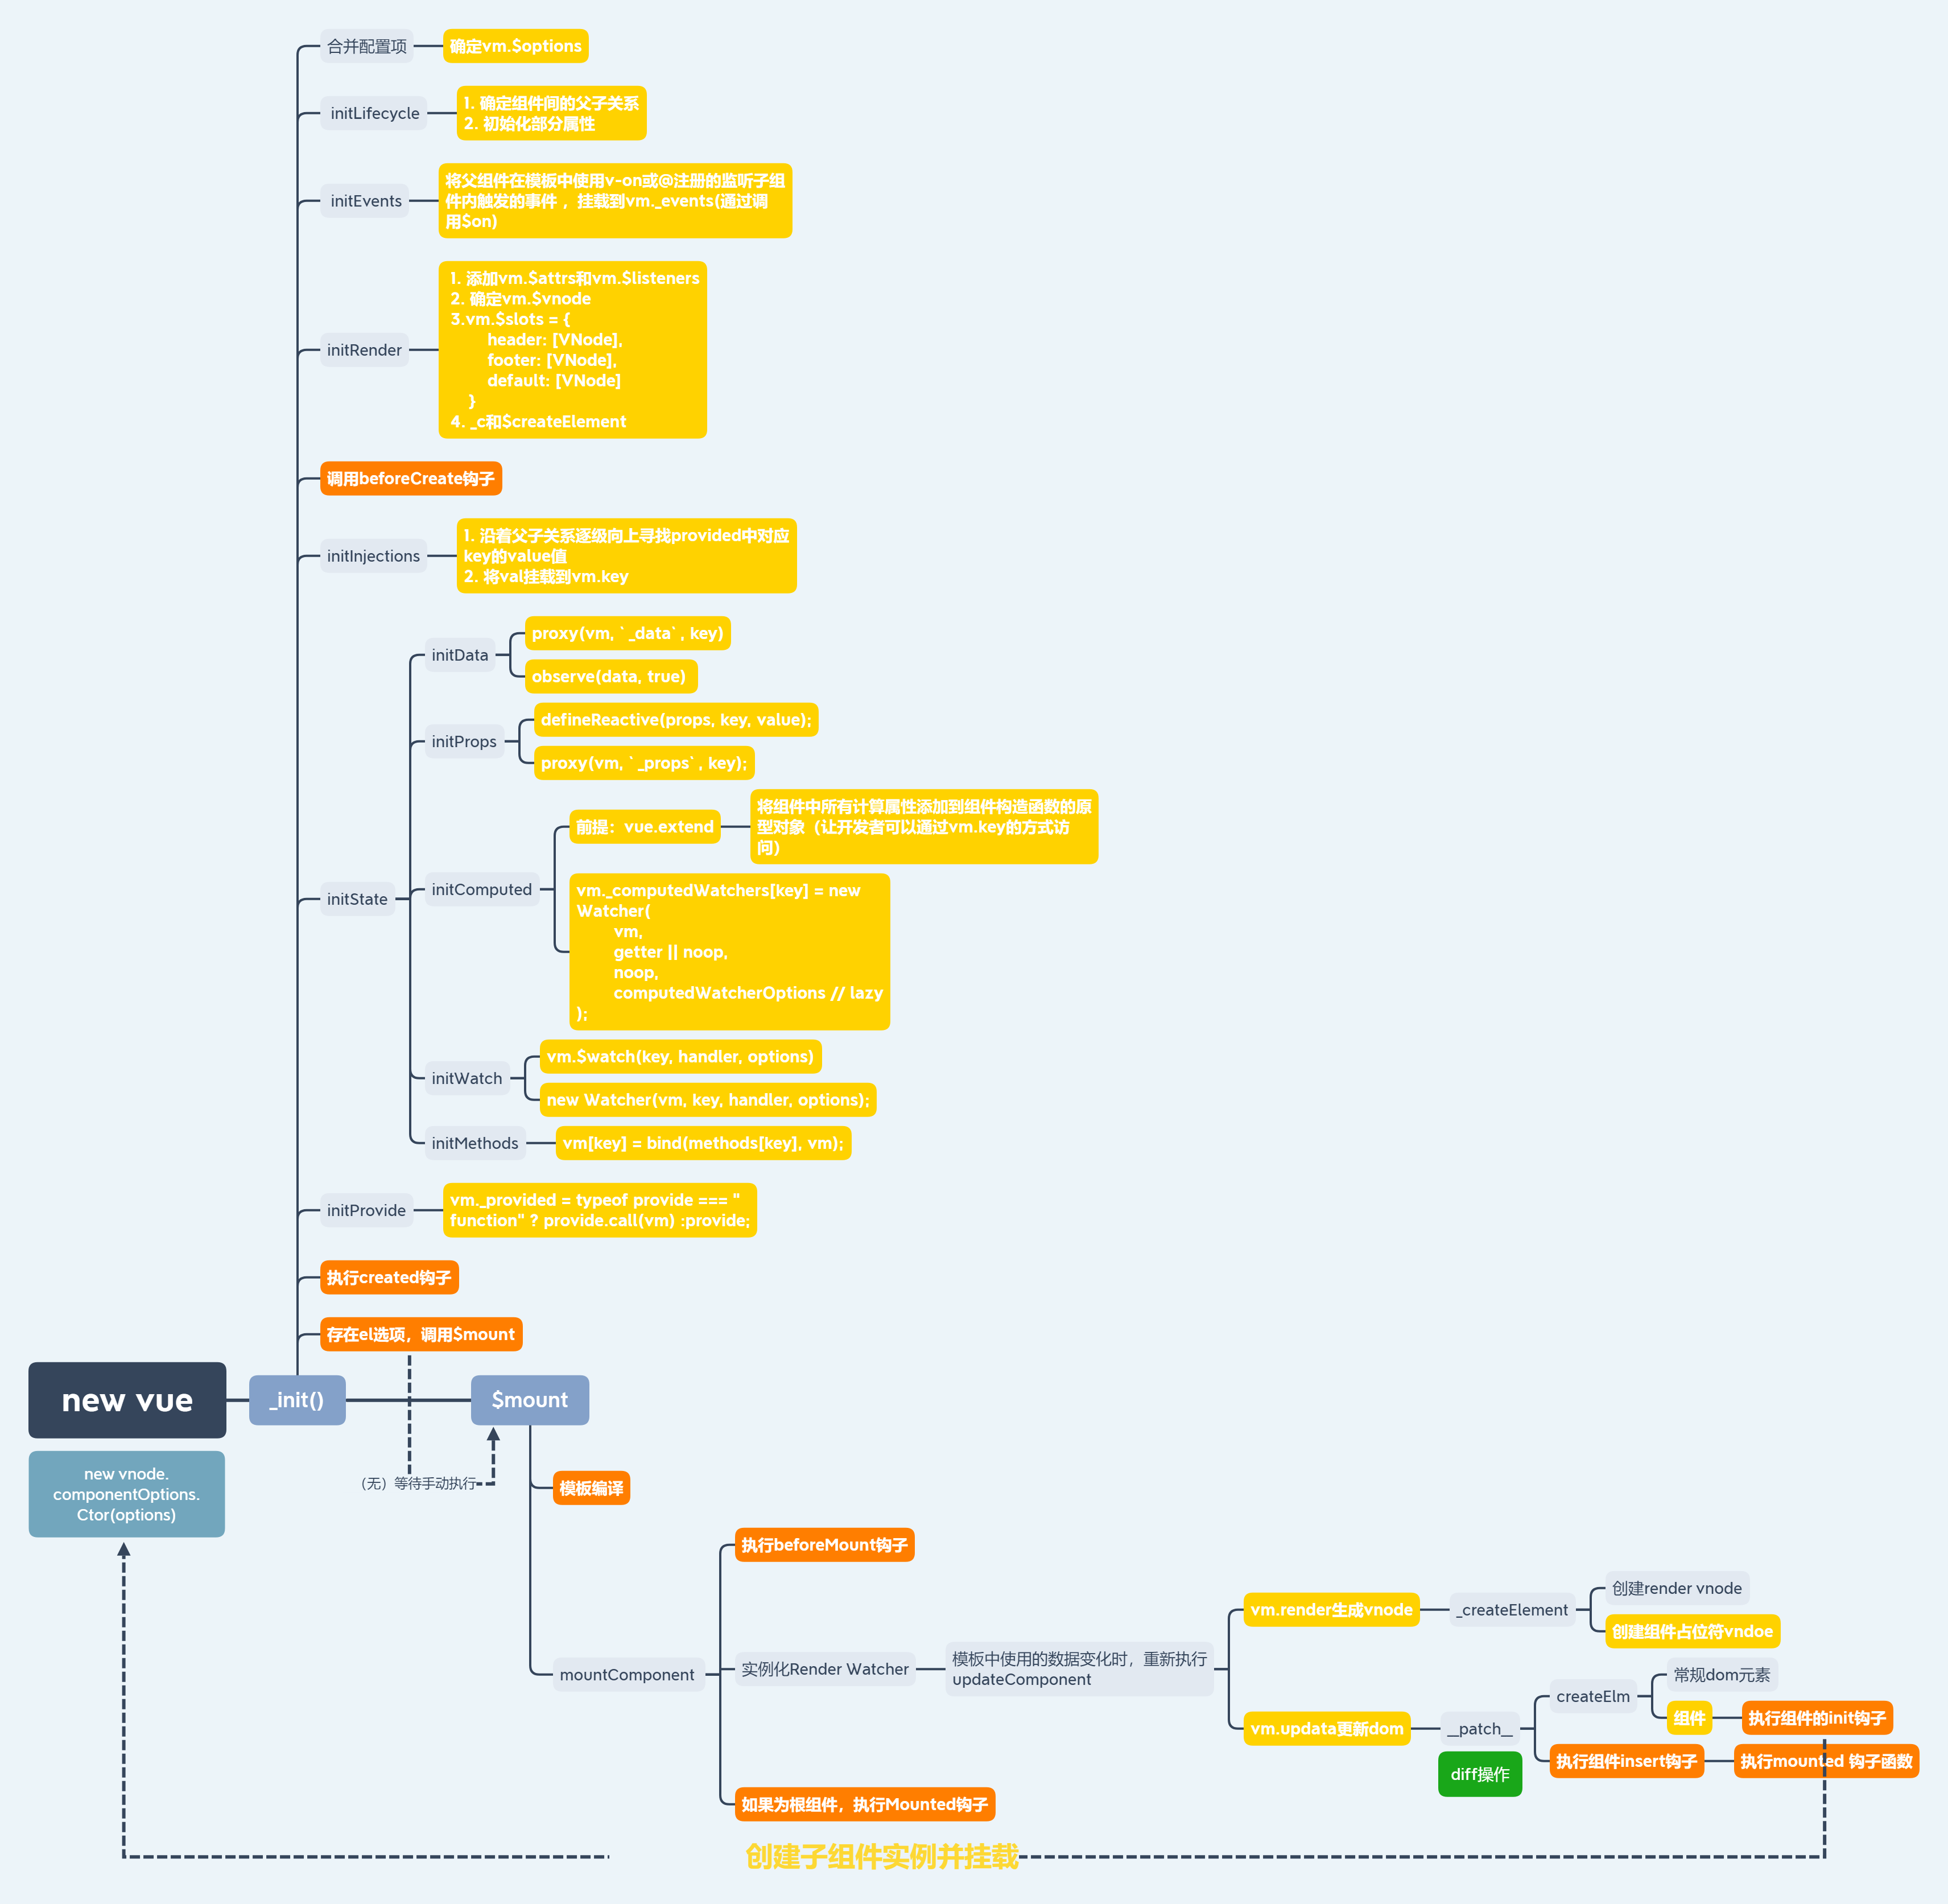 合并配置项
确定vm.$options
initLifecycle
1. 确定组件间的父子关系
2. 初始化部分属性
initEvents
将父组件在模板中使用v-on或@注册的监听子组
件内触发的事件 ，挂载到vm._events(通过调
用$on)
initRender
1. 添加vm.$attrs和vm.$listeners
2. 确定vm.$vnode
3.vm.$slots = {
header: [VNode],
footer: [VNode],
default: [VNode]
}
4. _c和$createElement
调用beforeCreate钩子
initInjections
1. 沿着父子关系逐级向上寻找provided中对应
key的value值
2. 将val挂载到vm.key
initState
initData
proxy(vm, `_data`, key)
observe(data, true)
initProps
defineReactive(props, key, value);
proxy(vm, `_props`, key);
initComputed
前提：vue.extend
将组件中所有计算属性添加到组件构造函数的原
型对象（让开发者可以通过vm.key的方式访
问）
vm._computedWatchers[key] = new
Watcher(
vm,
getter || noop,
noop,
computedWatcherOptions // lazy
);
initWatch
vm.$watch(key, handler, options)
new Watcher(vm, key, handler, options);
initMethods
vm[key] = bind(methods[key], vm);
initProvide
vm._provided = typeof provide === "
function" ? provide.call(vm) :provide;
执行created钩子
存在el选项，调用$mount
new vue
_init()
$mount
new vnode.
componentOptions.
Ctor(options)
（无）等待手动执行
模板编译
mountComponent
执行beforeMount钩子
实例化Render Watcher
模板中使用的数据变化时，重新执行
updateComponent
vm.render生成vnode
_createElement
创建render vnode
创建组件占位符vndoe
vm.updata更新dom
__patch__
diff操作
createElm
常规dom元素
组件
执行组件的init钩子
执行组件insert钩子
执行mounted 钩子函数
如果为根组件，执行Mounted钩子
创建子组件实例并挂载